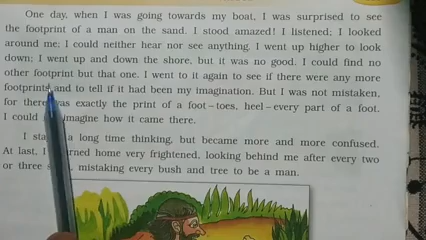 One day, when I was going towards my boat, I was surprised to see
the footprint of a man on the sand. I stood amazed! I listened; I looked
around me; I could neither hear nor see anything. I went up higher to look
down; I went up and down the shore, but it was no good. I could find no
other footprint but that one. I went to it again to see if there were any more
footprints and to tell if it had been my imagination. But I was not mistaken,
for there was exactly the print of a foot – toes, heel – every part of a foot.
I could imagine how it came there.
I a long time thinking, but became more and more confused.
At last, I home very frightened, looking behind me after every two
or three mistaking every bush and tree to be a man.